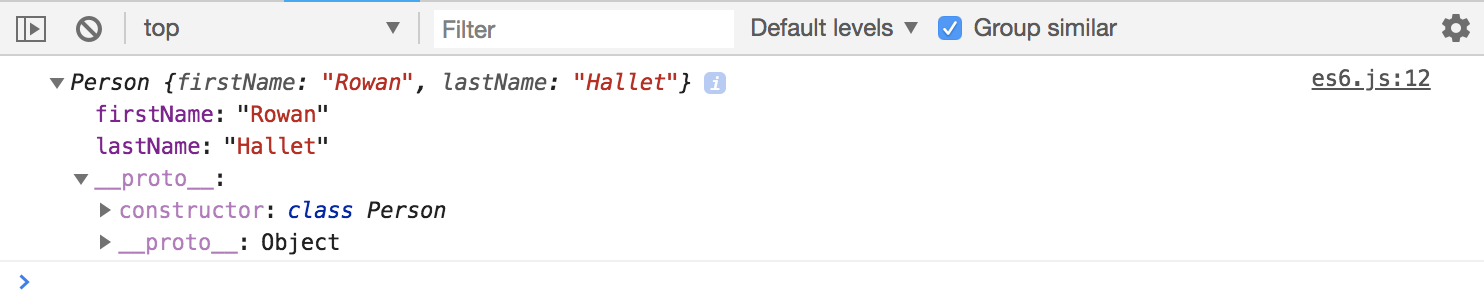 top ▼ Filter Default levels ▼ Group similar
▼ Person {firstName: "Rowan", lastName: "Hallet"} i es6.js:12
firstName: "Rowan"
lastName: "Hallet"
▼ __proto__:
▶ constructor: class Person
▶ __proto__: Object
>